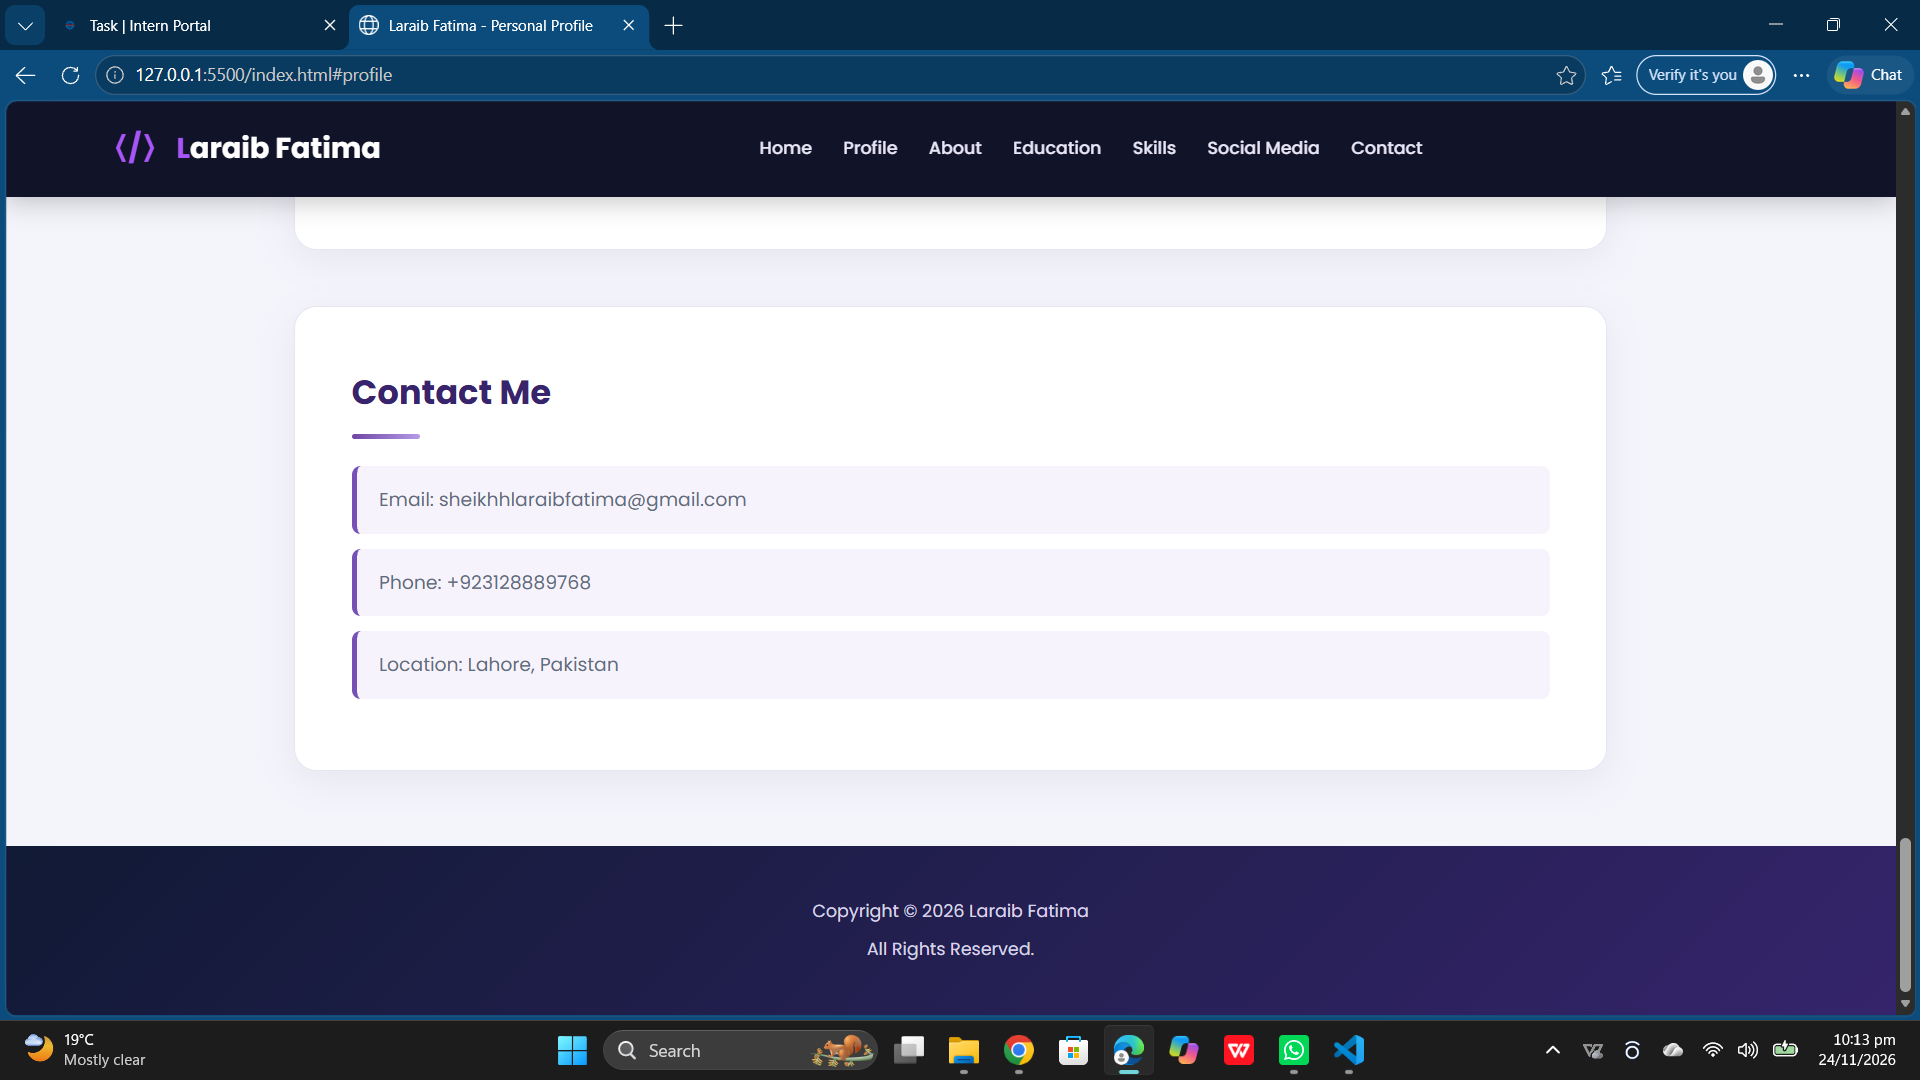 Task | Intern Portal
Laraib Fatima - Personal Profile
127.0.0.1:5500/index.html#profile
Verify it's you
Chat
Laraib Fatima
Home Profile About Education Skills Social Media Contact
Contact Me
Email: sheikhhlaraibfatima@gmail.com
Phone: +923128889768
Location: Lahore, Pakistan
Copyright © 2026 Laraib Fatima
All Rights Reserved.
19°C
Mostly clear
Search
10:13 pm
24/11/2026